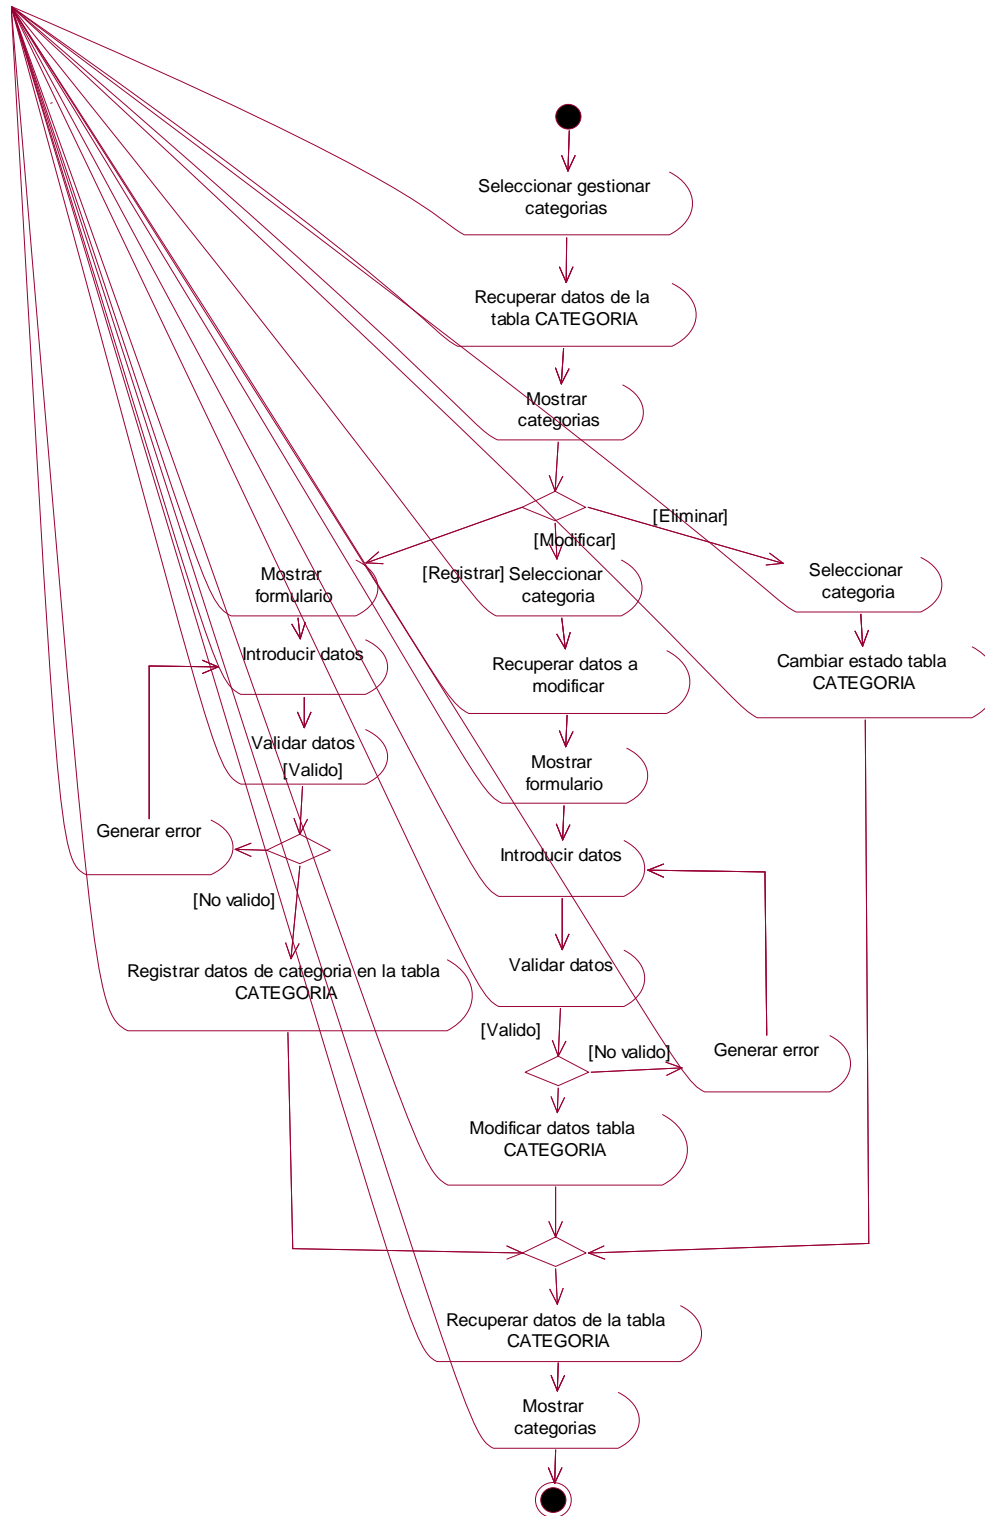 Seleccionar gestionar
categorias
Recuperar datos de la
tabla CATEGORIA
Mostrar
categorias
[Eliminar]
[Modificar]
[Registrar]
Mostrar
formulario
Seleccionar
categoria
Seleccionar
categoria
Introducir datos
Recuperar datos a
modificar
Cambiar estado tabla
CATEGORIA
Validar datos
[Valido]
Mostrar
formulario
Generar error
Introducir datos
[No valido]
Registrar datos de categoria en la tabla
CATEGORIA
Validar datos
[Valido]
[No valido]
Generar error
Modificar datos tabla
CATEGORIA
Recuperar datos de la tabla
CATEGORIA
Mostrar
categorias